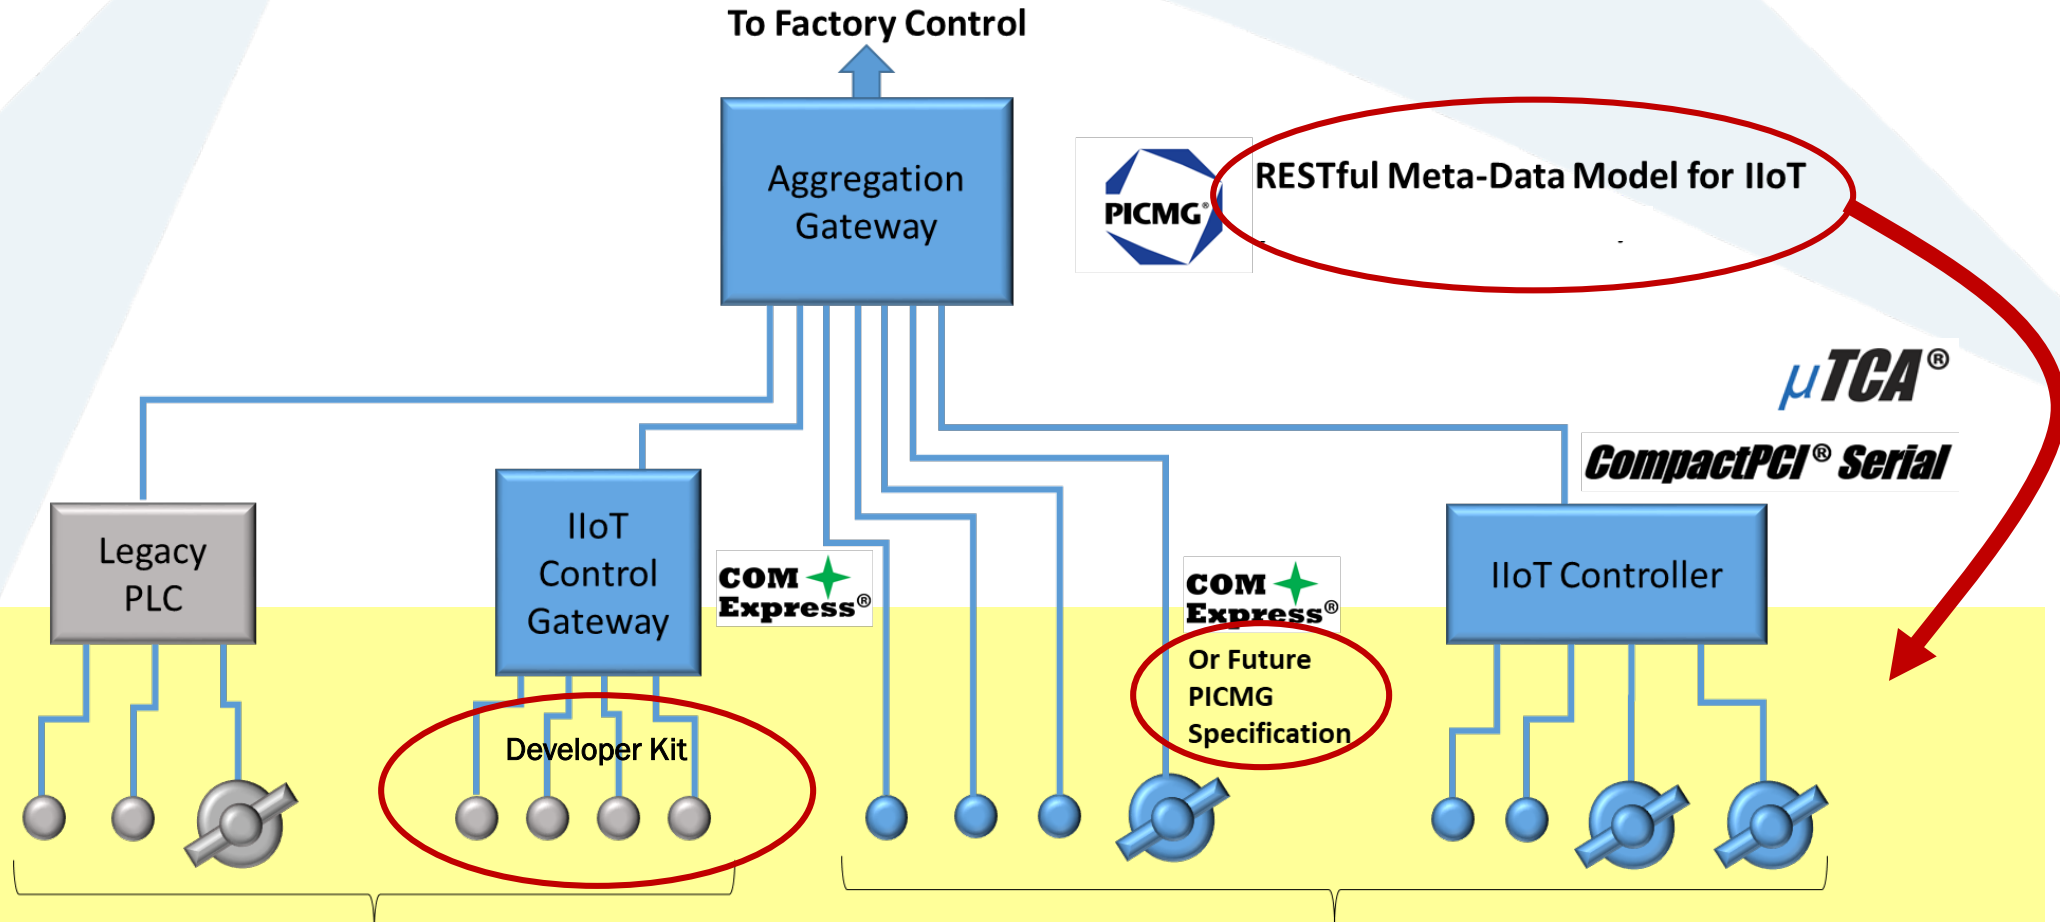 To Factory Control
Aggregation
Gateway
PICMG®
RESTful Meta-Data Model for IIoT
µTCA®
CompactPCI® Serial
Legacy
PLC
IIoT
Control
Gateway
COM
Express®
COM
Express®
Or Future
PICMG
Specification
IIoT Controller
Developer Kit